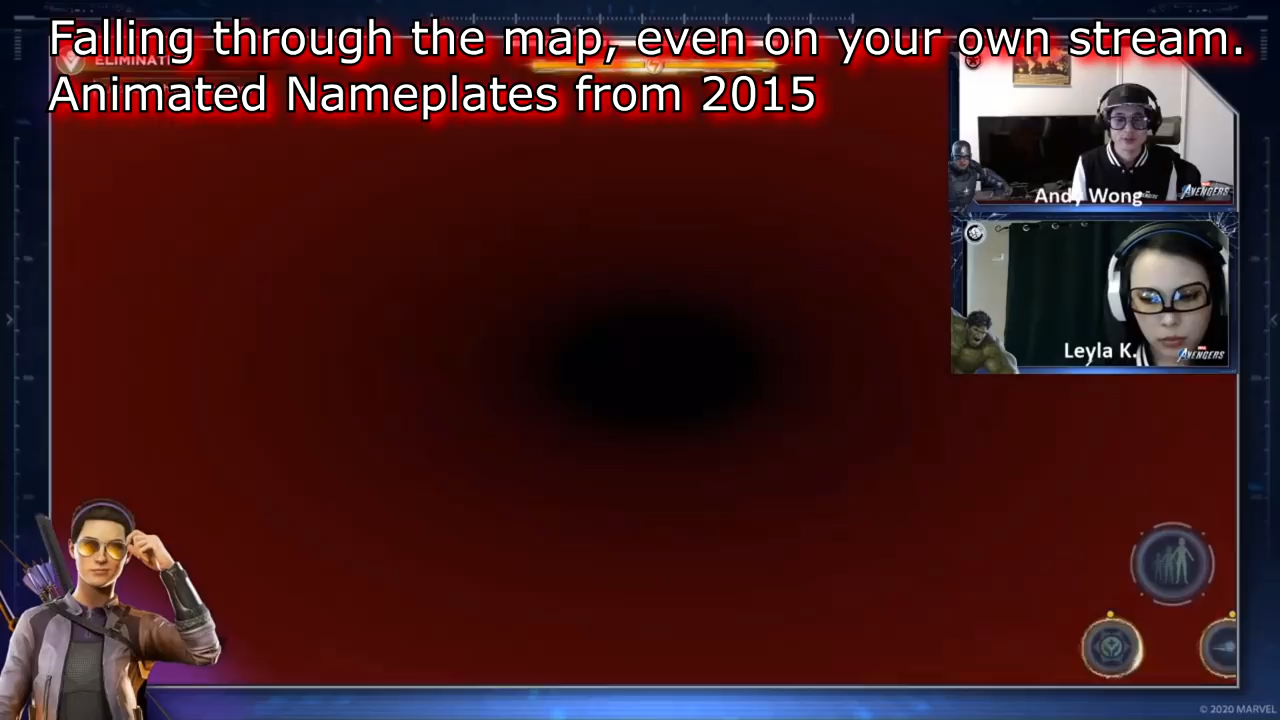 Falling through the map, even on your own stream.
Animated Nameplates from 2015
ELIMINATE
Andy Wong
AVENGERS
Leyla K.
AVENGERS
© 2020 MARVEL